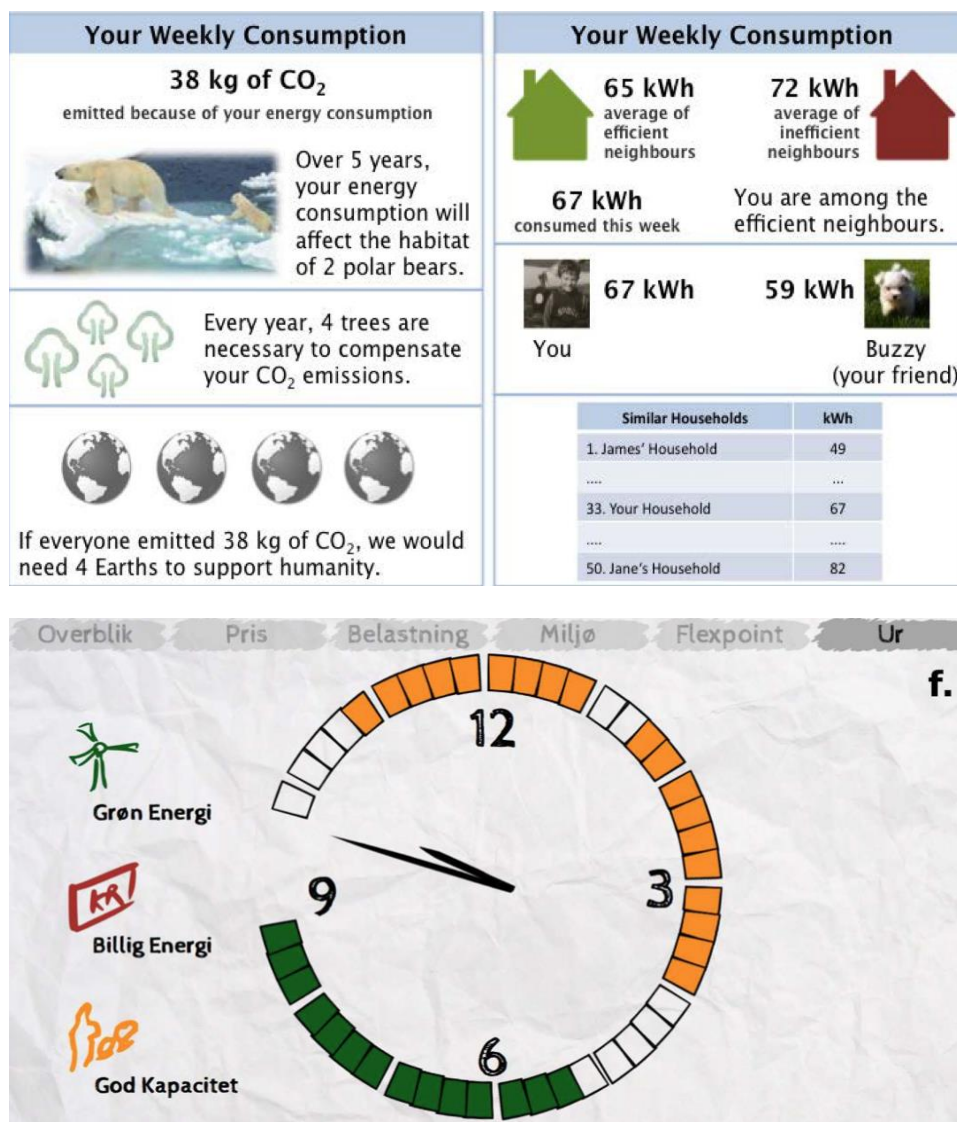 Your Weekly Consumption
38 kg of CO₂
emitted because of your energy consumption
Over 5 years,
your energy
consumption will
affect the habitat
of 2 polar bears.
Every year, 4 trees are
necessary to compensate
your CO₂ emissions.
If everyone emitted 38 kg of CO₂, we would
need 4 Earths to support humanity.
Your Weekly Consumption
65 kWh
average of
efficient
neighbours
72 kWh
average of
inefficient
neighbours
67 kWh
consumed this week
You are among the
efficient neighbours.
67 kWh
You
59 kWh
Buzzy
(your friend)
Similar Households kWh
1. James' Household 49
.... ...
33. Your Household 67
.... ....
50. Jane's Household 82
Overblik Pris Belastning Miljø Flexpoint Ur
f.
Grøn Energi
KR
Billig Energi
God Kapacitet
12
3
6
9